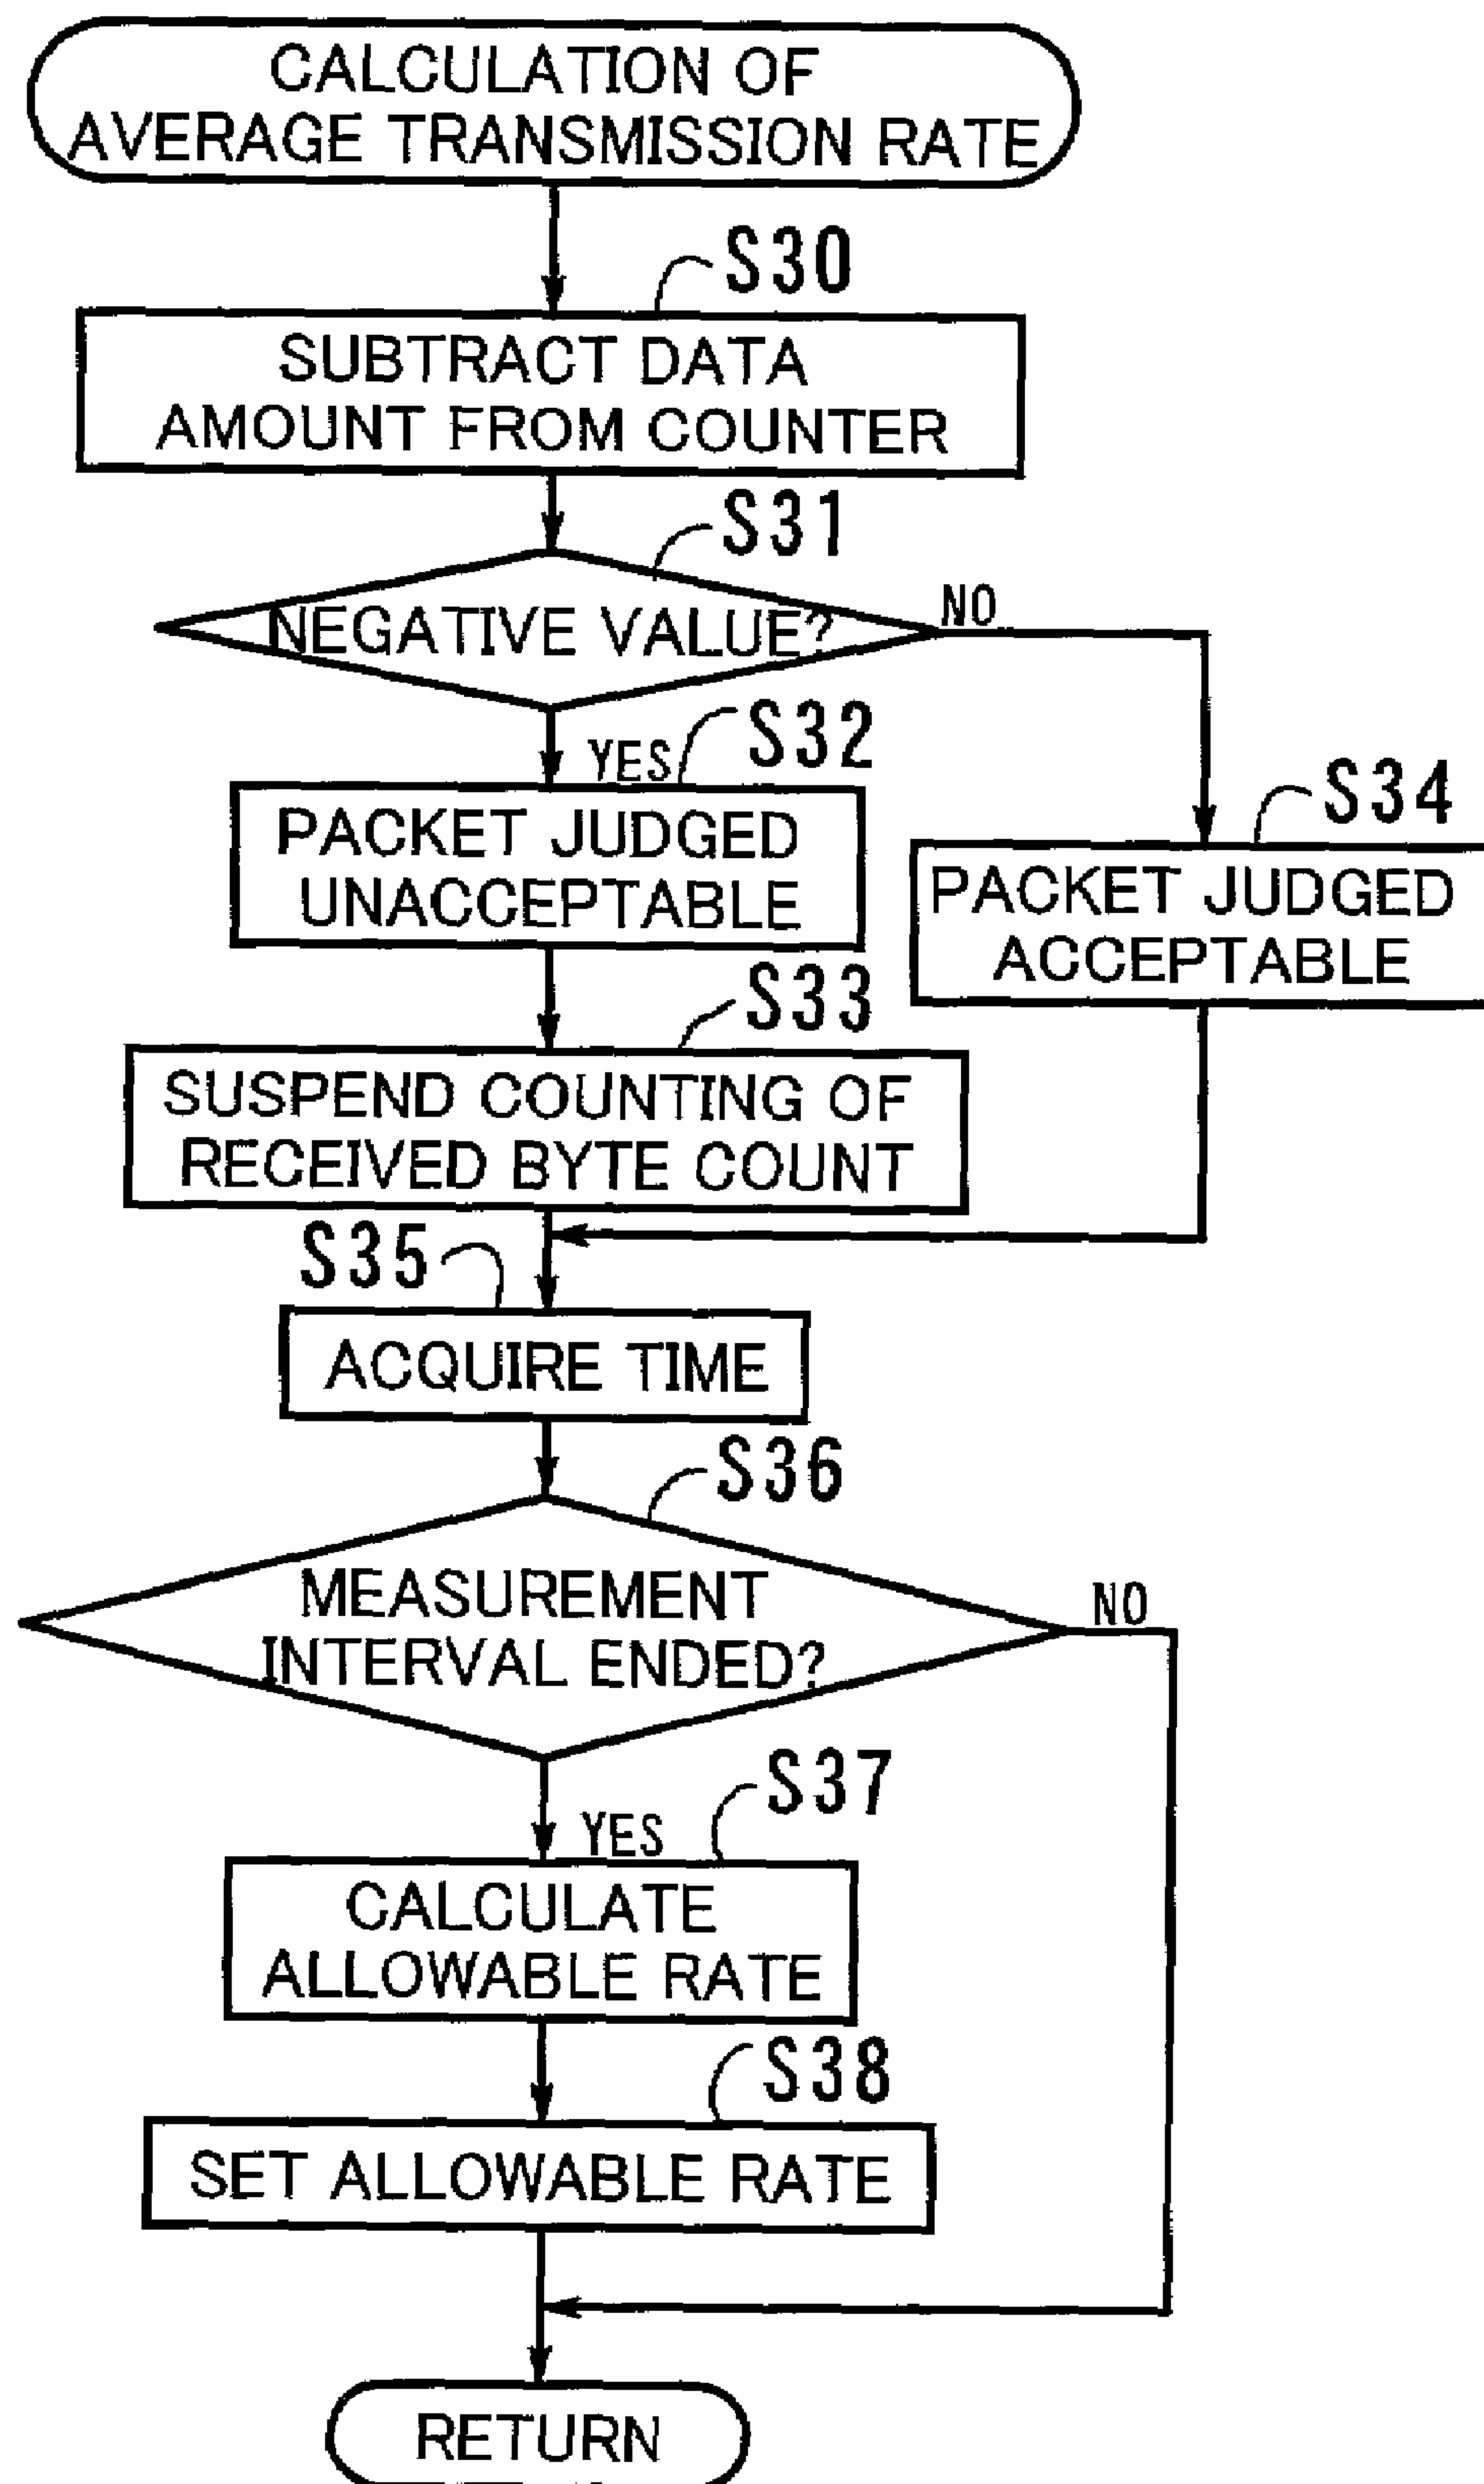 CALCULATION OF
AVERAGE TRANSMISSION RATE
S30
SUBTRACT DATA
AMOUNT FROM COUNTER
S31
NEGATIVE VALUE?
NO
YES
S32
PACKET JUDGED
UNACCEPTABLE
S34
PACKET JUDGED
ACCEPTABLE
S33
SUSPEND COUNTING OF
RECEIVED BYTE COUNT
S35
ACQUIRE TIME
S36
MEASUREMENT
INTERVAL ENDED?
NO
YES
S37
CALCULATE
ALLOWABLE RATE
S38
SET ALLOWABLE RATE
RETURN